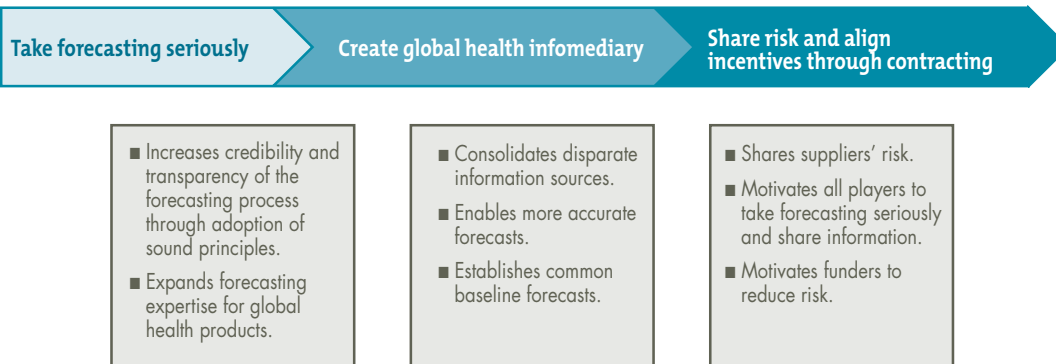 Take forecasting seriously
Create global health infomediary
Share risk and align
incentives through contracting
■ Increases credibility and
transparency of the
forecasting process
through adoption of
sound principles.
■ Expands forecasting
expertise for global
health products.
■ Consolidates disparate
information sources.
■ Enables more accurate
forecasts.
■ Establishes common
baseline forecasts.
■ Shares suppliers’ risk.
■ Motivates all players to
take forecasting seriously
and share information.
■ Motivates funders to
reduce risk.